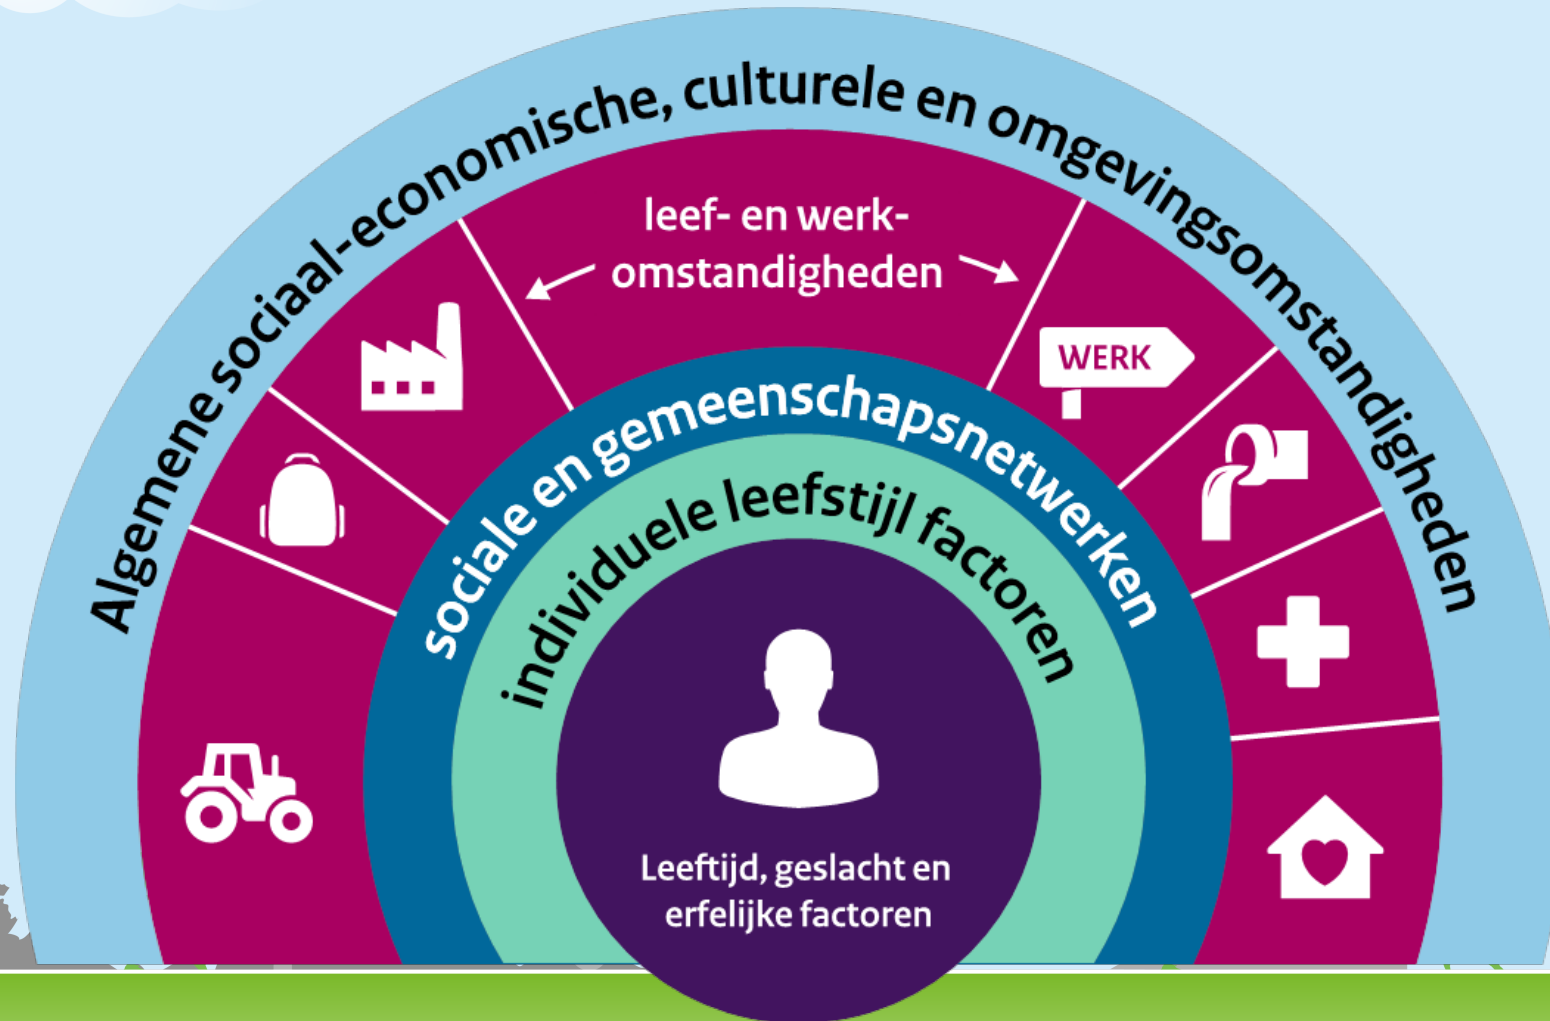 Algemene sociaal-economische, culturele en omgevingsomstandigheden
leef- en werk-
omstandigheden
WERK
sociale en gemeenschapsnetwerken
individuele leefstijl factoren
Leeftijd, geslacht en
erfelijke factoren